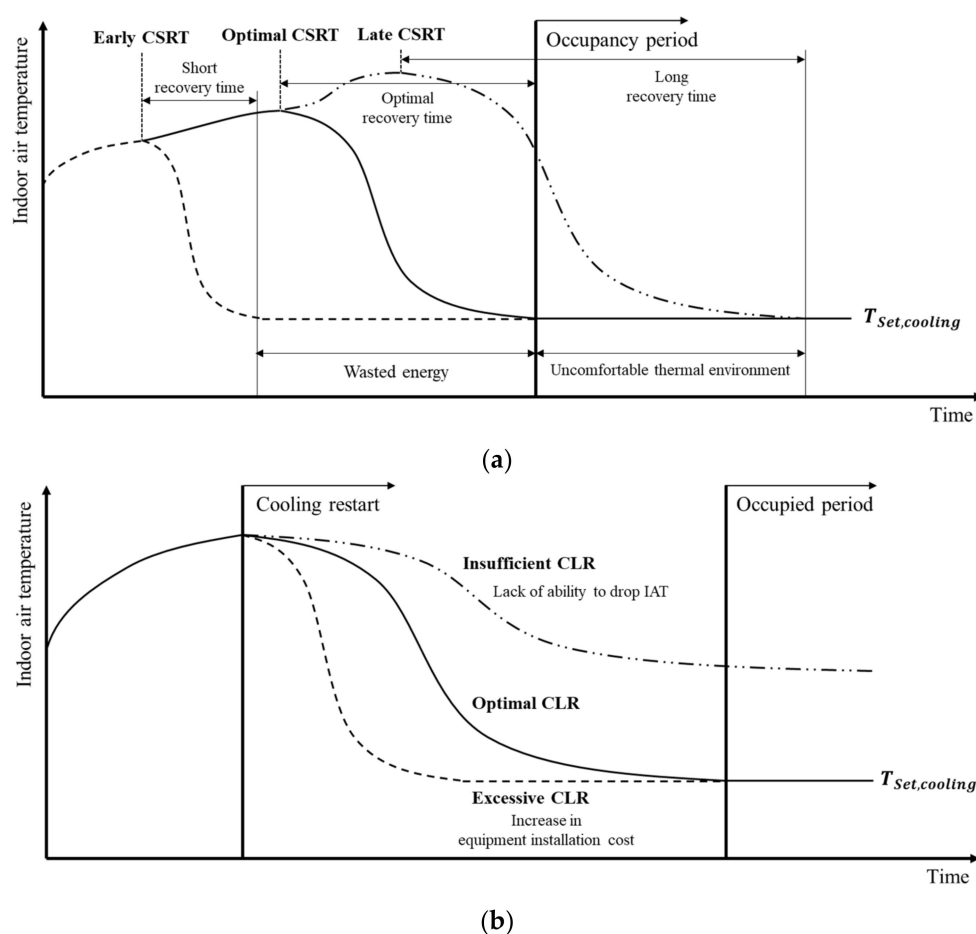 Early CSRT
Optimal CSRT
Late CSRT
Occupancy period
Short
recovery time
Optimal
recovery time
Long
recovery time
Indoor air temperature
T_Set,cooling
Wasted energy
Uncomfortable thermal environment
Time
(a)
Cooling restart
Occupied period
Indoor air temperature
Insufficient CLR
Lack of ability to drop IAT
Optimal CLR
T_Set,cooling
Excessive CLR
Increase in
equipment installation cost
Time
(b)